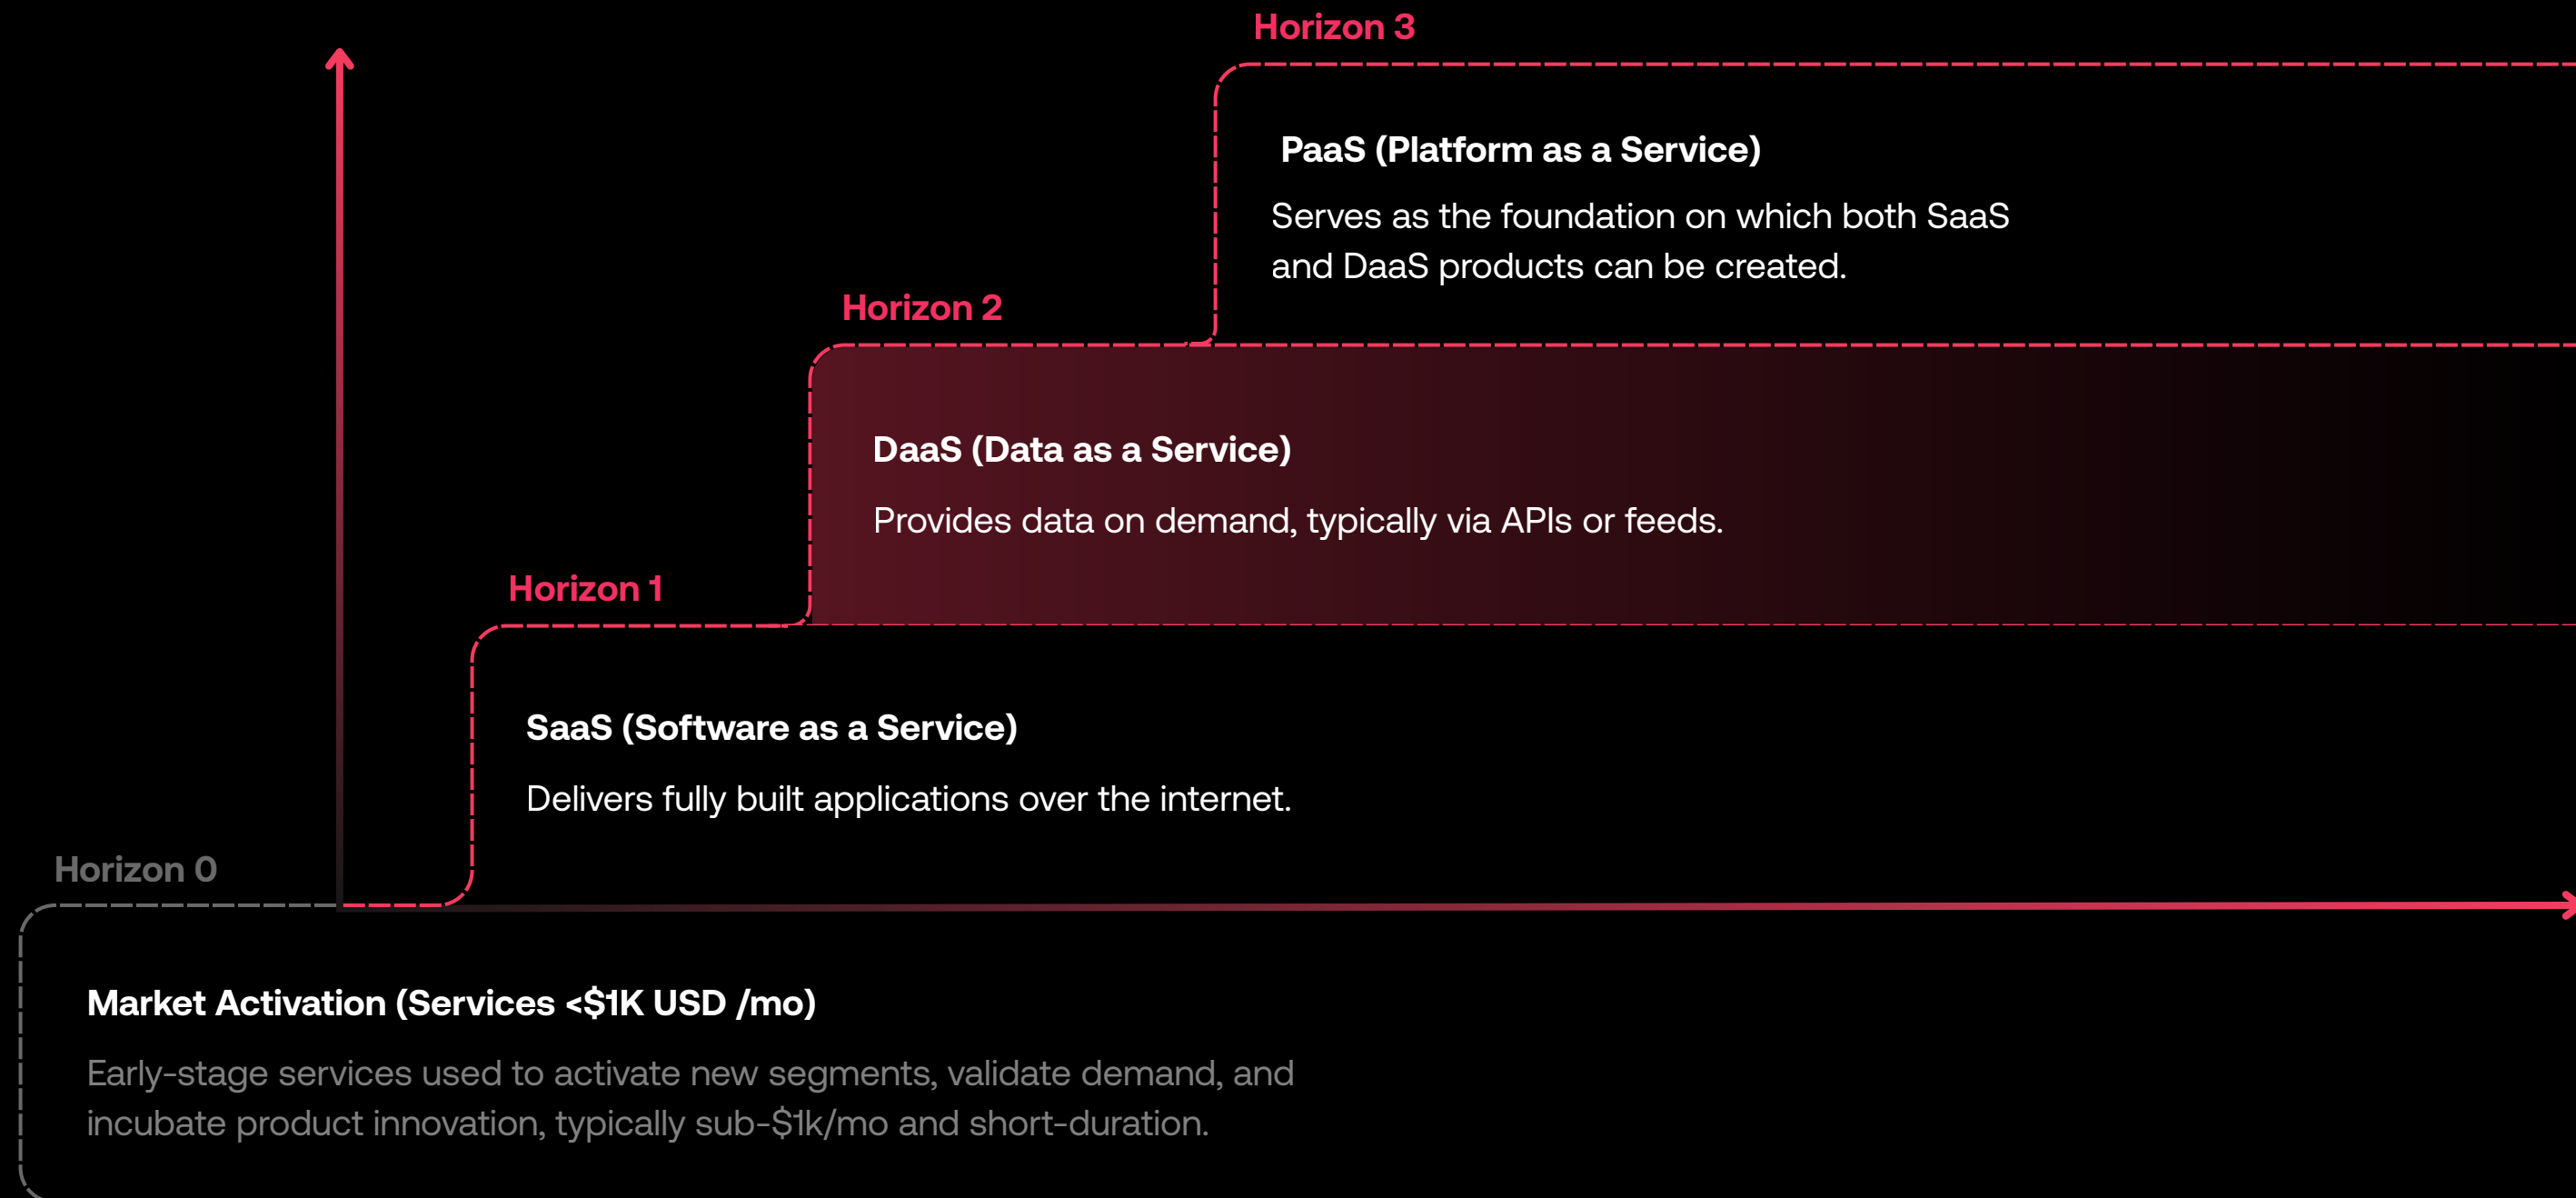 Horizon 3
PaaS (Platform as a Service)
Serves as the foundation on which both SaaS
and DaaS products can be created.
Horizon 2
DaaS (Data as a Service)
Provides data on demand, typically via APIs or feeds.
Horizon 1
SaaS (Software as a Service)
Delivers fully built applications over the internet.
Horizon 0
Market Activation (Services <$1K USD /mo)
Early-stage services used to activate new segments, validate demand, and
incubate product innovation, typically sub-$1k/mo and short-duration.